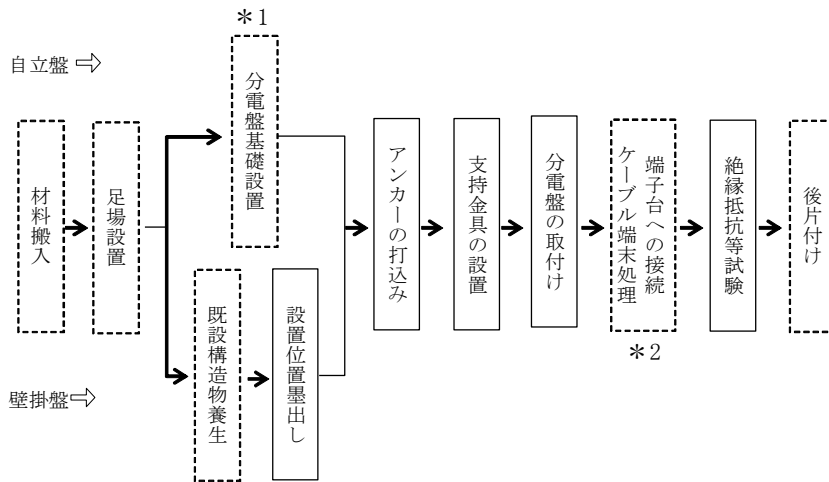 ＊1
自立盤
分電盤基礎設置
材料搬入
足場設置
アンカーの打込み
支持金具の設置
分電盤の取付け
端子台への接続
ケーブル端末処理
絶縁抵抗等試験
後片付け
＊2
既設構造物養生
設置位置墨出し
壁掛盤